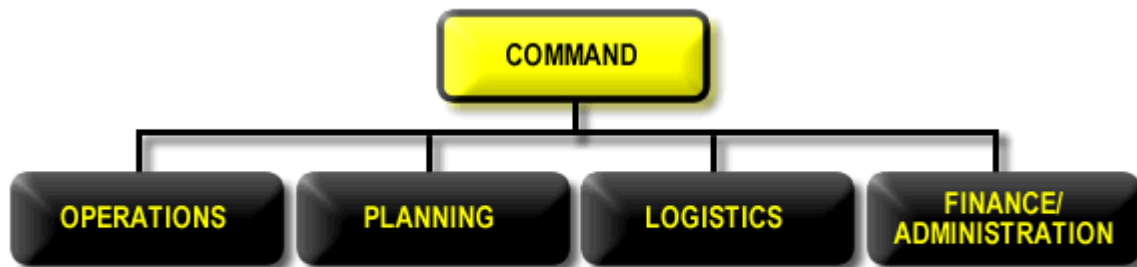 COMMAND
OPERATIONS
PLANNING
LOGISTICS
FINANCE/
ADMINISTRATION